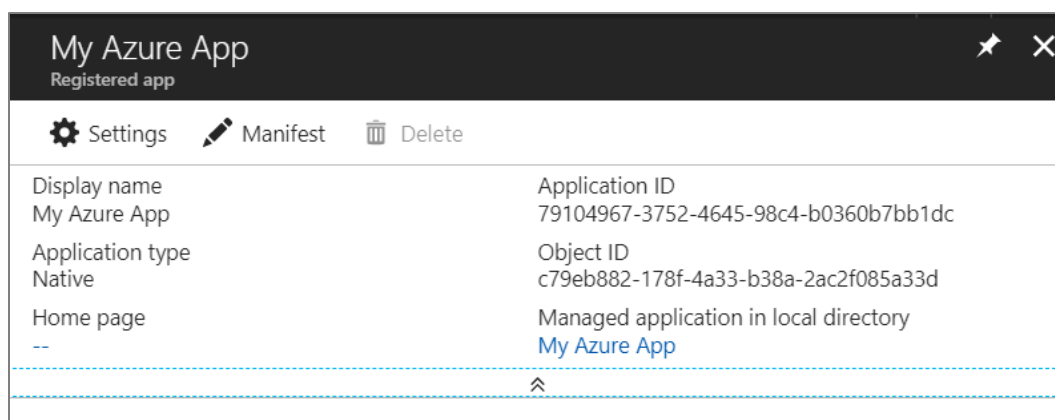 My Azure App
Registered app
Settings
Manifest
Delete
Display name
My Azure App
Application ID
79104967-3752-4645-98c4-b0360b7bb1dc
Application type
Native
Object ID
c79eb882-178f-4a33-b38a-2ac2f085a33d
Home page
--
Managed application in local directory
My Azure App